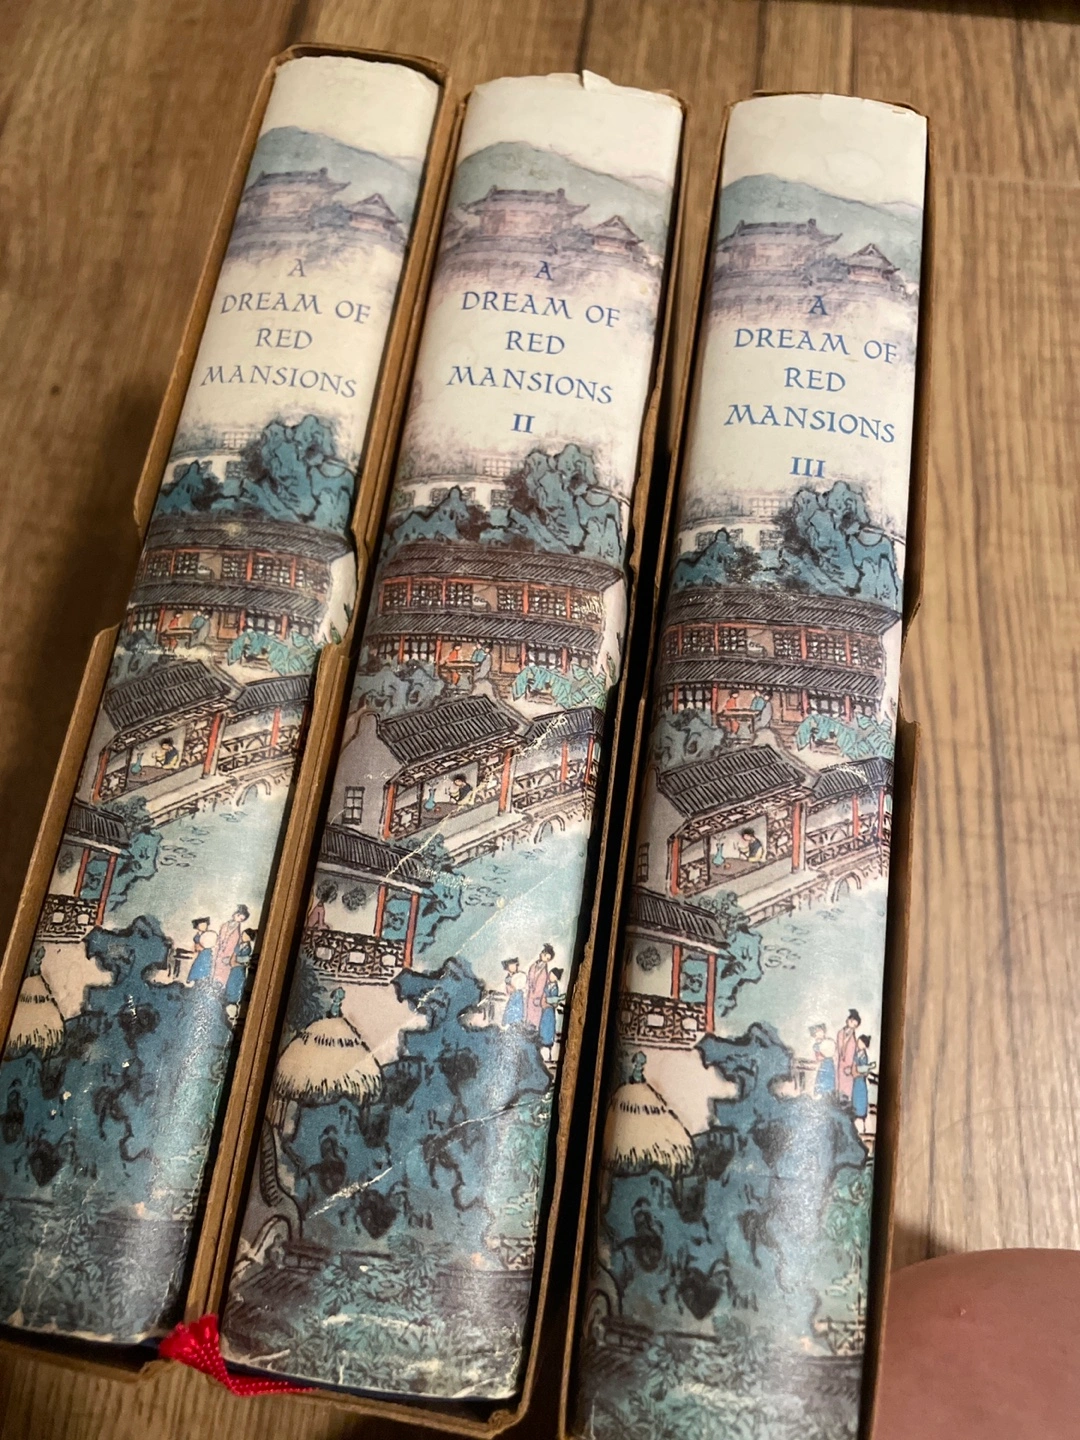 A
DREAM OF
RED
MANSIONS
A
DREAM OF
RED
MANSIONS
II
A
DREAM OF
RED
MANSIONS
III